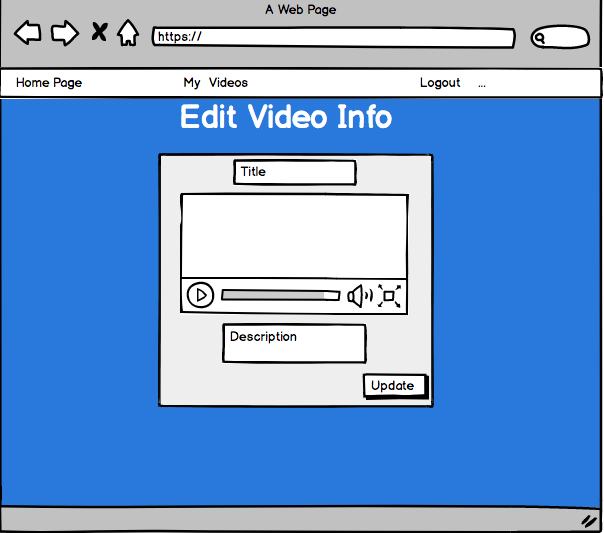 A Web Page
https://
Home Page My Videos Logout ...
Edit Video Info
Title
Description
Update